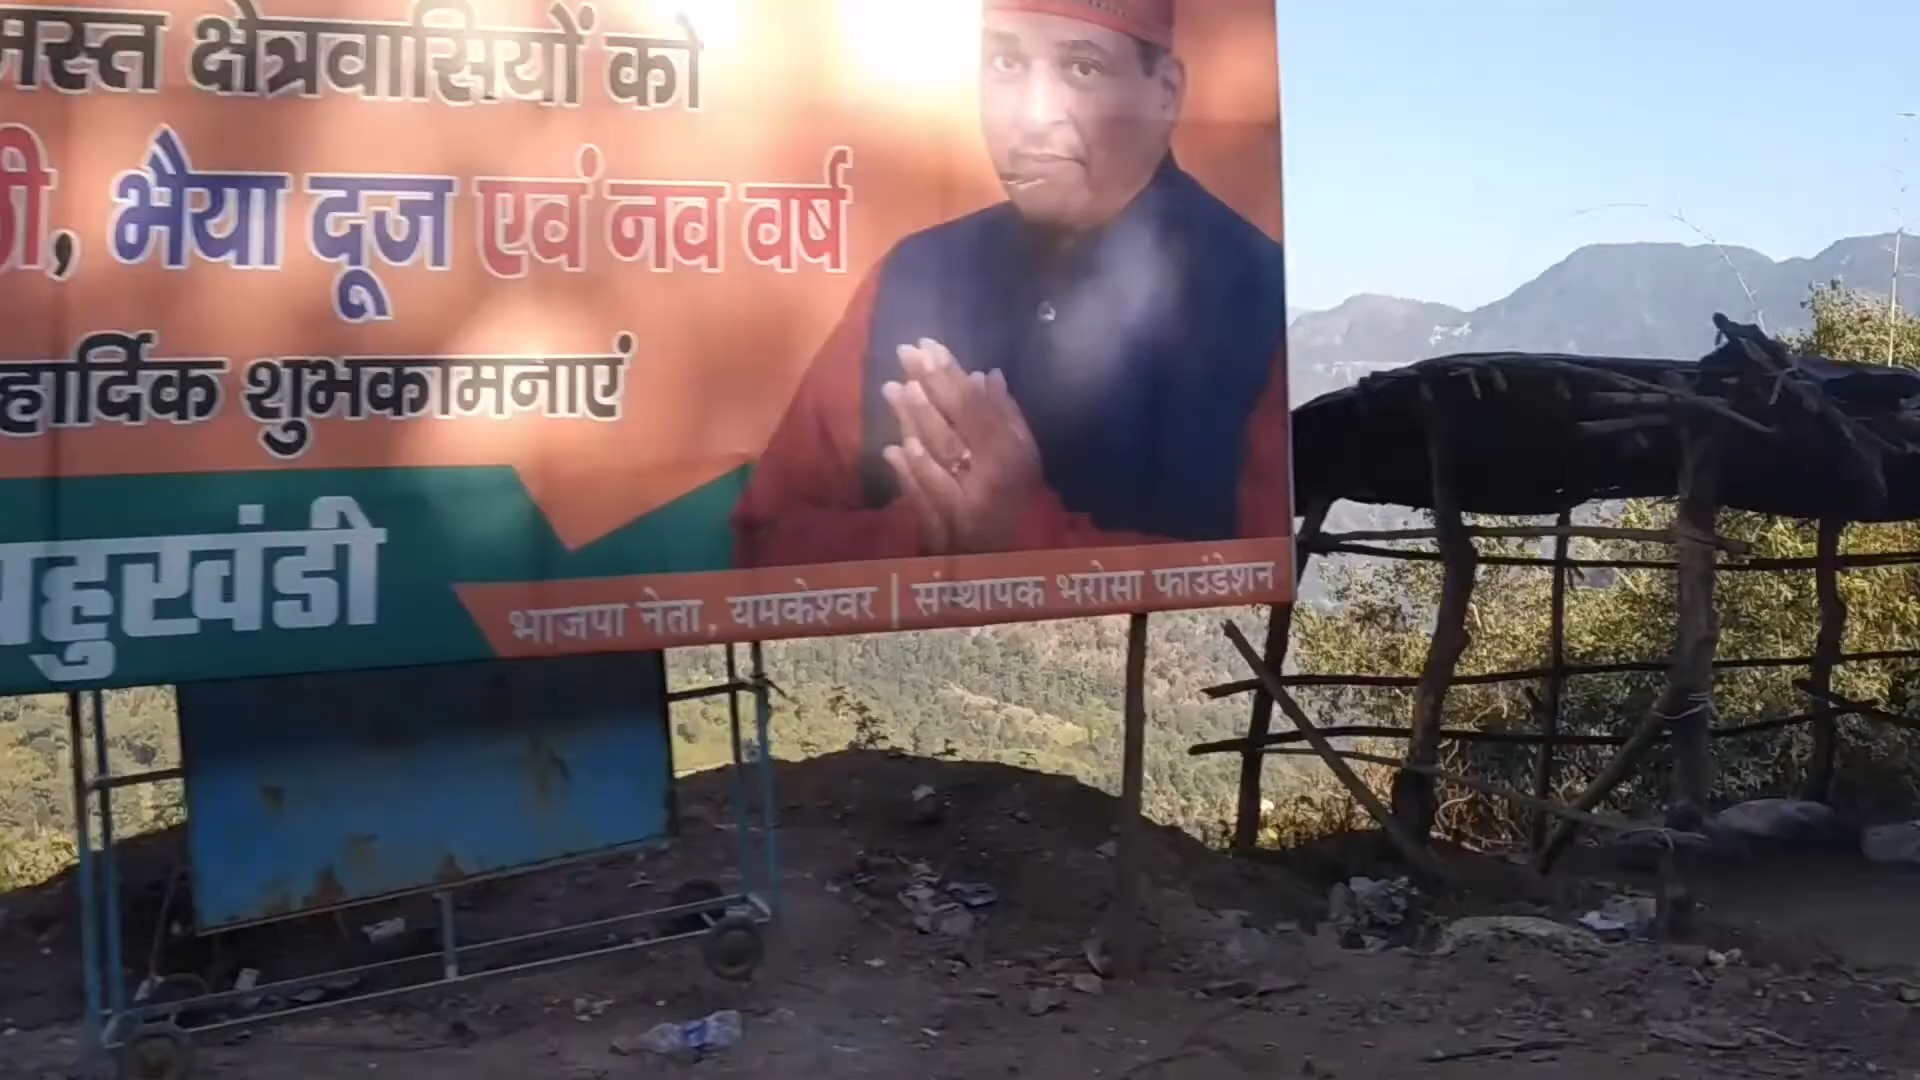 मस्त क्षेत्रवासियों को
ी, भैया दूज एवं नव वर्ष
हार्दिक शुभकामनाएं
हुखंडी
भाजपा नेता, यमकेश्वर | संस्थापक भरोसा फाउंडेशन